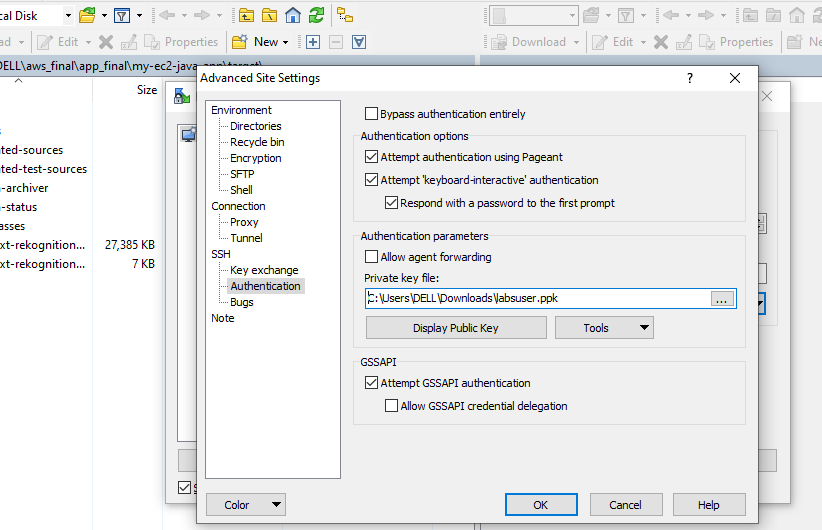 cal Disk
Edit
Properties
New
Download
Edit
Properties
DELL\aws_final\app_final\my-ec2-java-app\target\
Size
ated-sources
ated-test-sources
-archiver
-status
asses
xt-rekognition... 27,385 KB
xt-rekognition... 7 KB
Advanced Site Settings
?
Environment
Directories
Recycle bin
Encryption
SFTP
Shell
Connection
Proxy
Tunnel
SSH
Key exchange
Authentication
Bugs
Note
Bypass authentication entirely
Authentication options
Attempt authentication using Pageant
Attempt 'keyboard-interactive' authentication
Respond with a password to the first prompt
Authentication parameters
Allow agent forwarding
Private key file:
C:\Users\DELL\Downloads\labsuser.ppk
...
Display Public Key
Tools
GSSAPI
Attempt GSSAPI authentication
Allow GSSAPI credential delegation
Color
OK
Cancel
Help